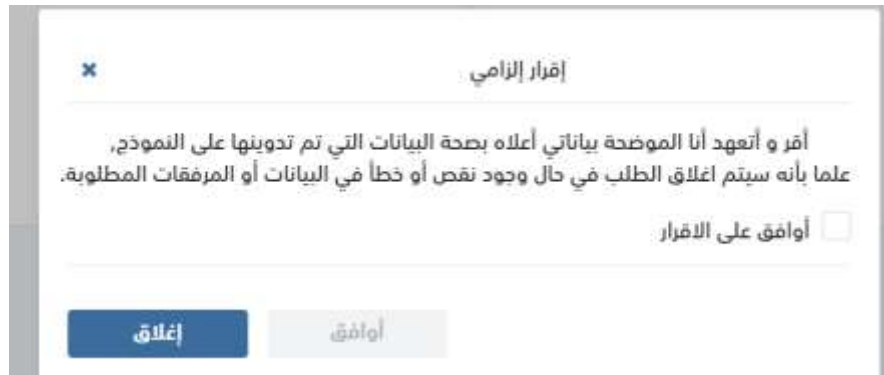 إقرار إلزامي
أقر و أتعهد أنا الموضحة بياناتي أعلاه بصحة البيانات التي تم تدوينها على النموذج,
علما بأنه سيتم اغلاق الطلب في حال وجود نقص أو خطأ في البيانات أو المرفقات المطلوبة.
أوافق على الاقرار
أوافق
إغلاق